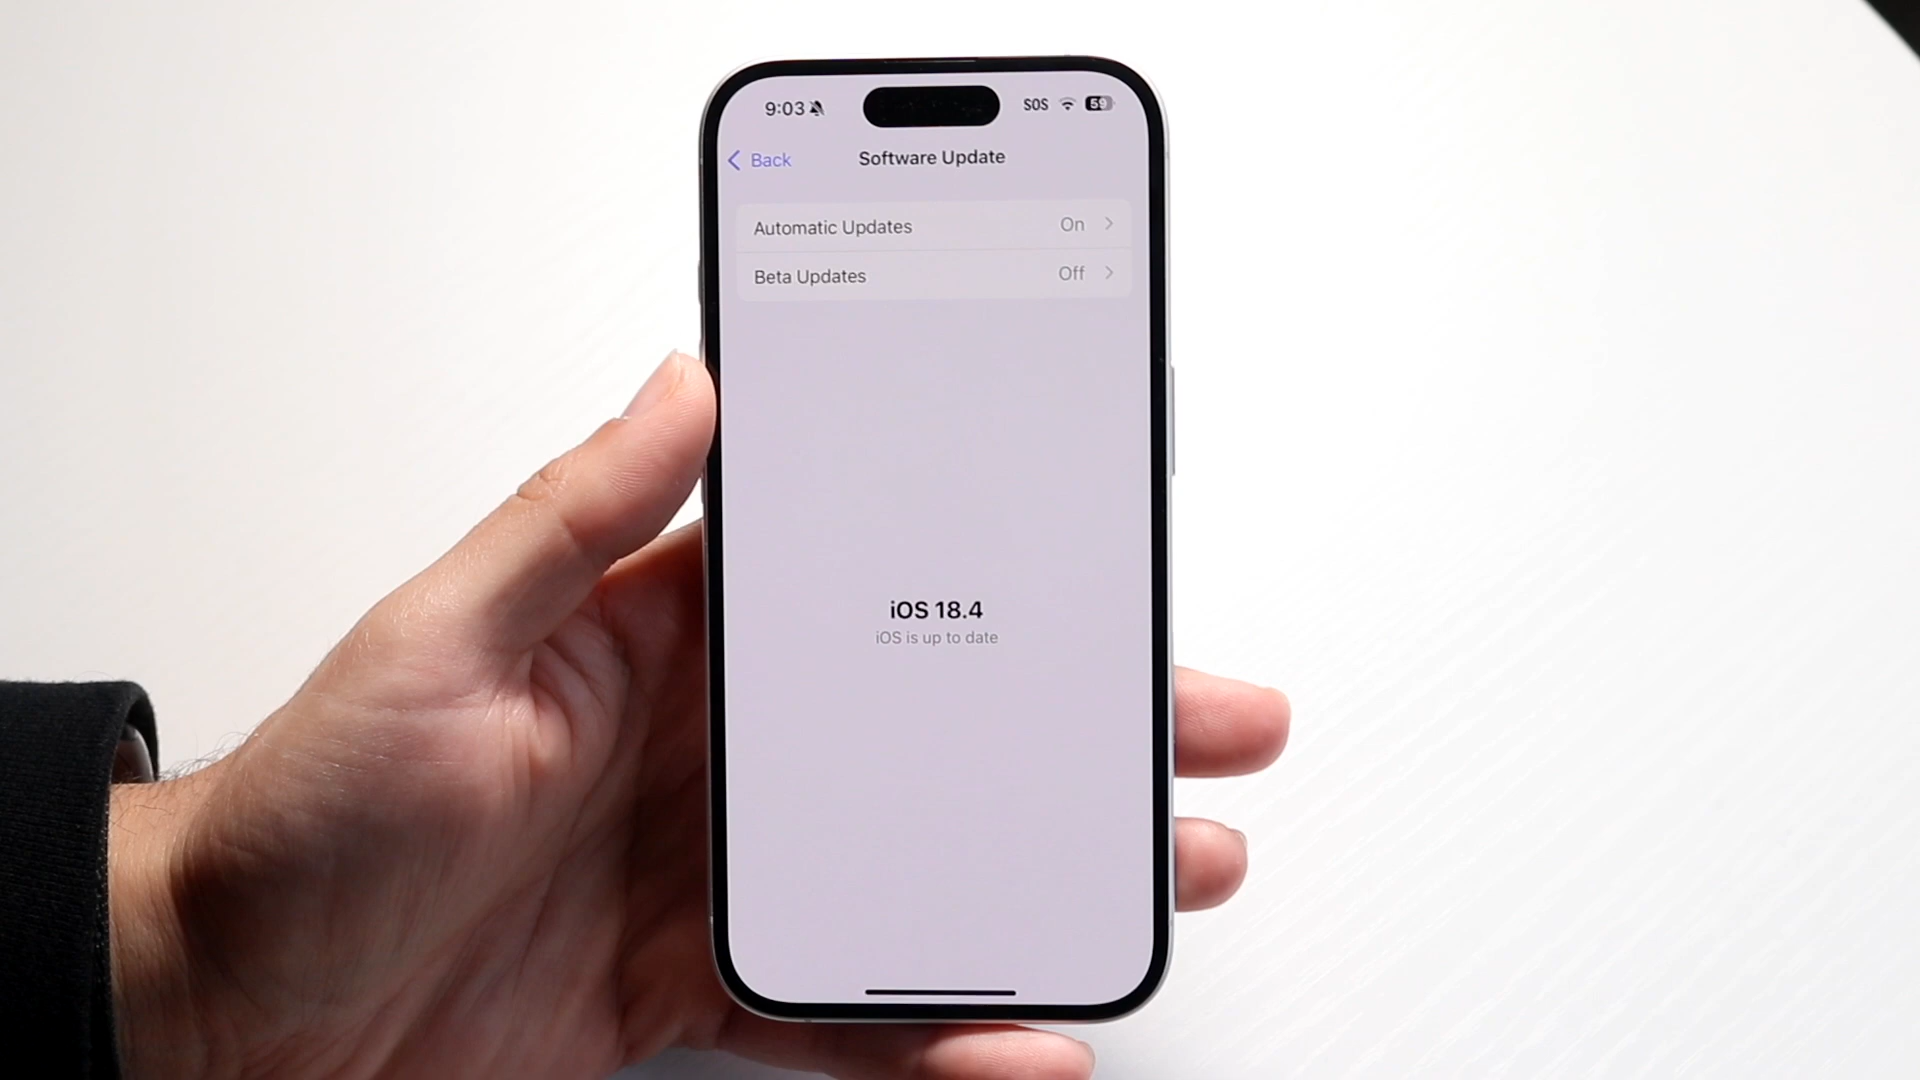 9:03 SOS 59
Back Software Update
Automatic Updates On
Beta Updates Off
iOS 18.4
iOS is up to date